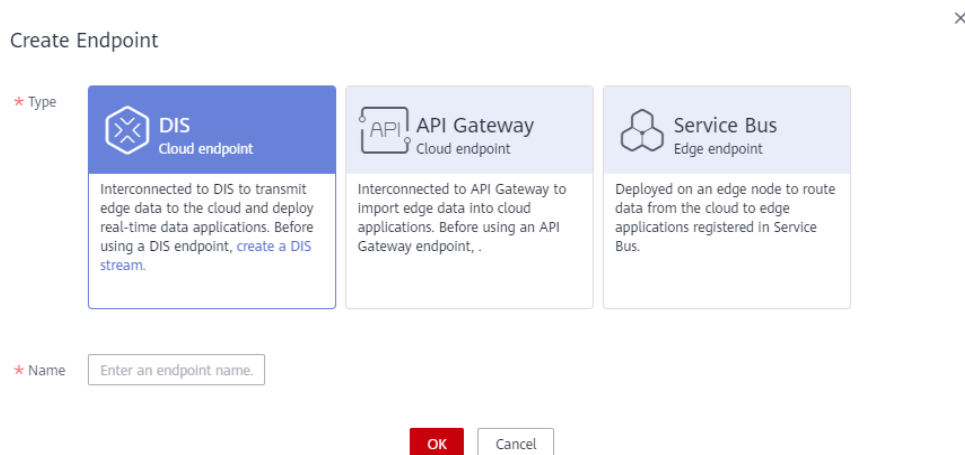 Create Endpoint
* Type
DIS
Cloud endpoint
Interconnected to DIS to transmit
edge data to the cloud and deploy
real-time data applications. Before
using a DIS endpoint, create a DIS
stream.
API
API Gateway
Cloud endpoint
Interconnected to API Gateway to
import edge data into cloud
applications. Before using an API
Gateway endpoint, .
Service Bus
Edge endpoint
Deployed on an edge node to route
data from the cloud to edge
applications registered in Service
Bus.
* Name
Enter an endpoint name.
OK
Cancel